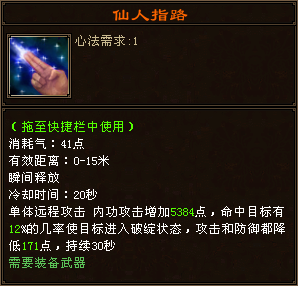 仙人指路
心法需求:1
(拖至快捷栏中使用)
消耗气：41点
有效距离：0-15米
瞬间释放
冷却时间：20秒
单体远程攻击 内功攻击增加5384点，命中目标有
12%的几率使目标进入破绽状态，攻击和防御都降
低171点，持续30秒
需要装备武器